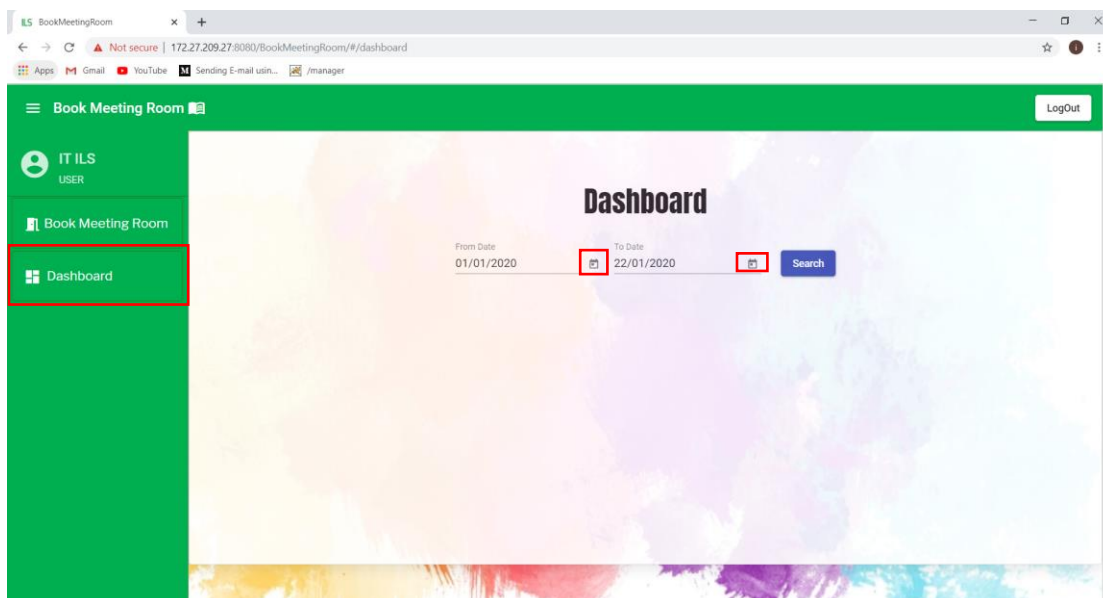 ILS BookMeetingRoom
Not secure | 172.27.209.27:8080/BookMeetingRoom/#/dashboard
Apps Gmail YouTube Sending E-mail usin... /manager
Book Meeting Room
LogOut
IT ILS
USER
Book Meeting Room
Dashboard
Dashboard
From Date To Date
01/01/2020 22/01/2020 Search